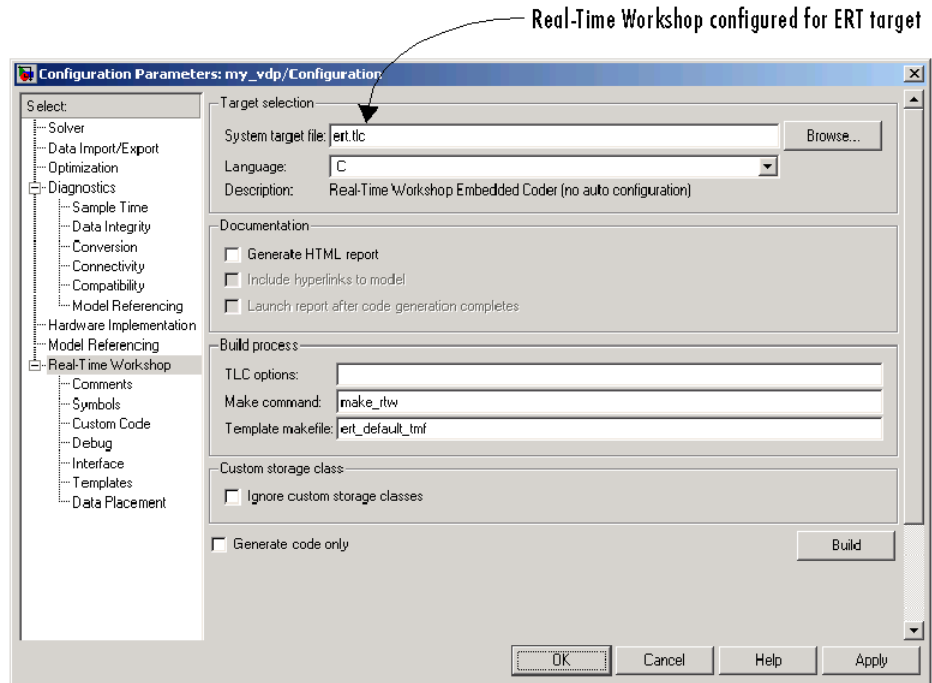 Real-Time Workshop configured for ERT target
Configuration Parameters: my_vdp/Configuration
Select:
Solver
Data Import/Export
Optimization
Diagnostics
Sample Time
Data Integrity
Conversion
Connectivity
Compatibility
Model Referencing
Hardware Implementation
Model Referencing
Real-Time Workshop
Comments
Symbols
Custom Code
Debug
Interface
Templates
Data Placement
Target selection
System target file: ert.tlc Browse...
Language: C
Description: Real-Time Workshop Embedded Coder (no auto configuration)
Documentation
Generate HTML report
Include hyperlinks to model
Launch report after code generation completes
Build process
TLC options:
Make command: make_rtw
Template makefile: ert_default_tmf
Custom storage class
Ignore custom storage classes
Generate code only Build
OK Cancel Help Apply